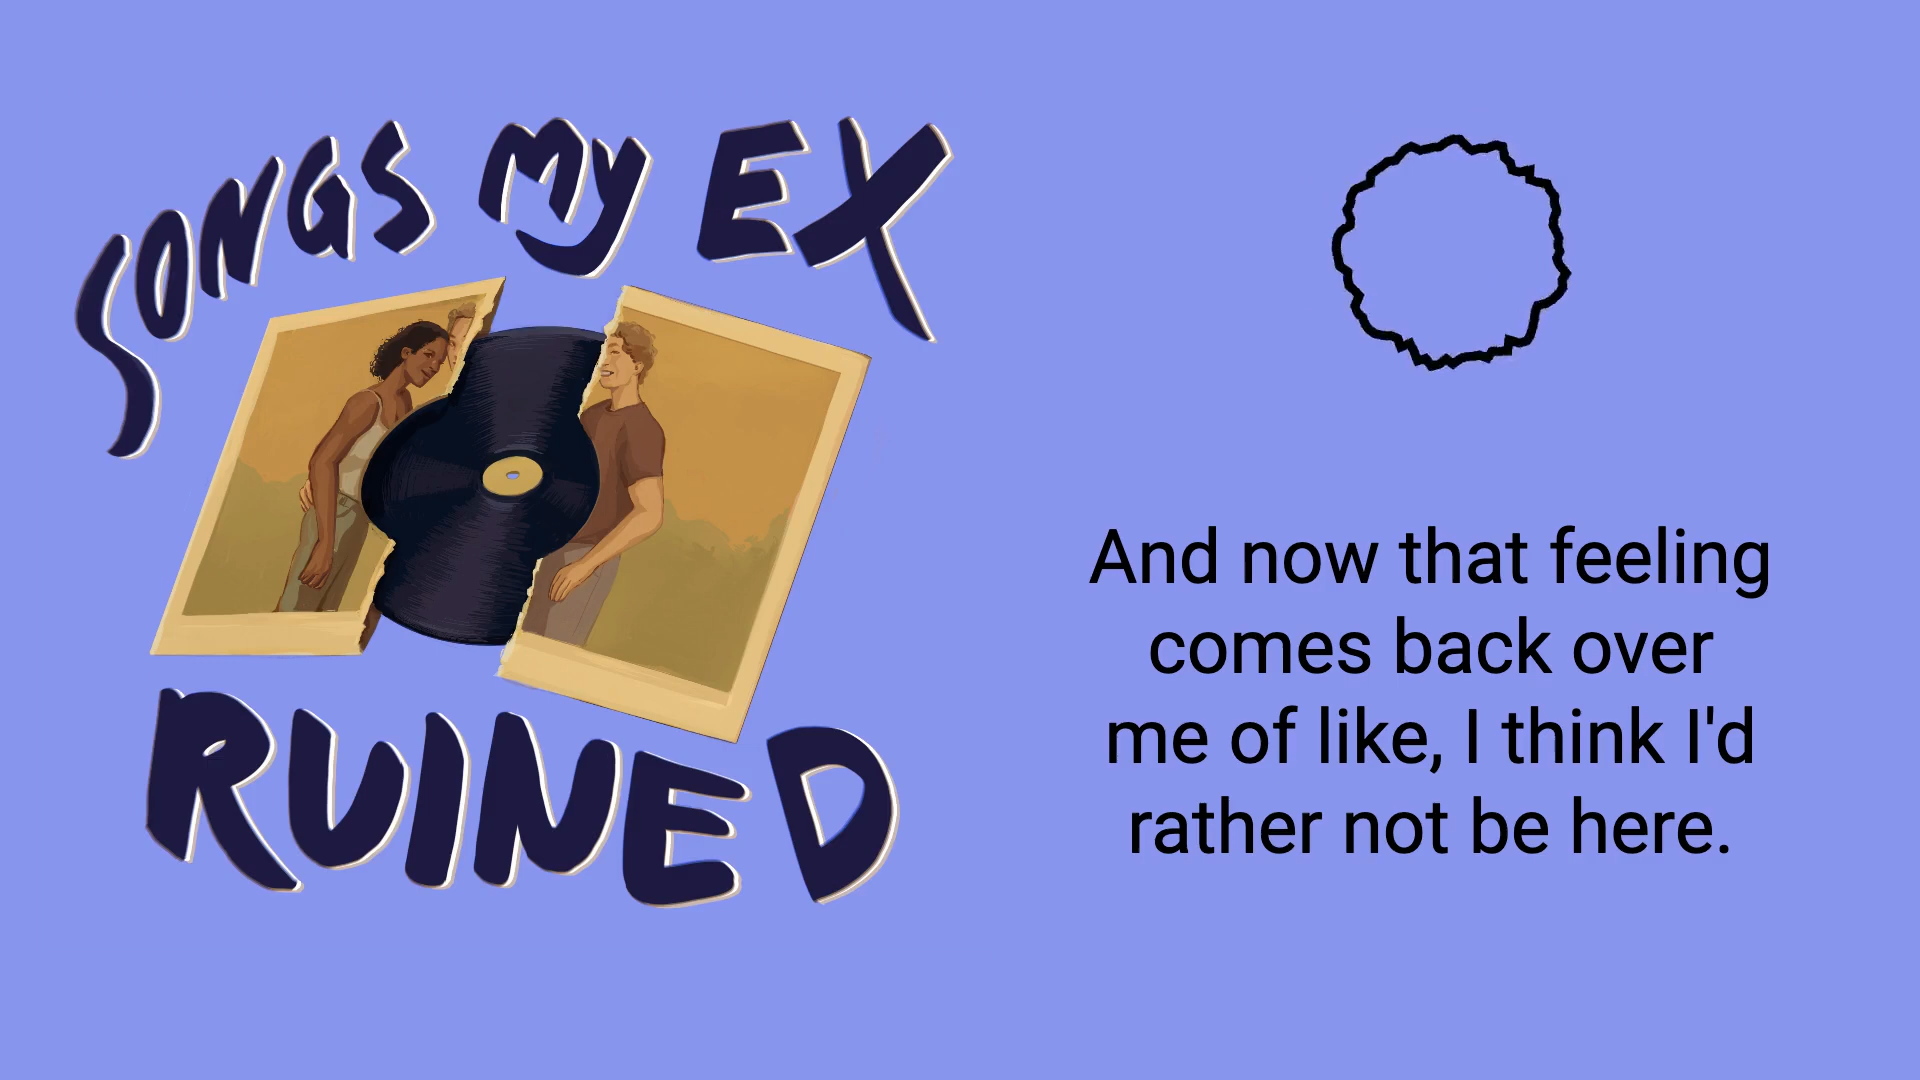 SONGS MY EX
RUINED
And now that feeling
comes back over
me of like, I think I'd
rather not be here.